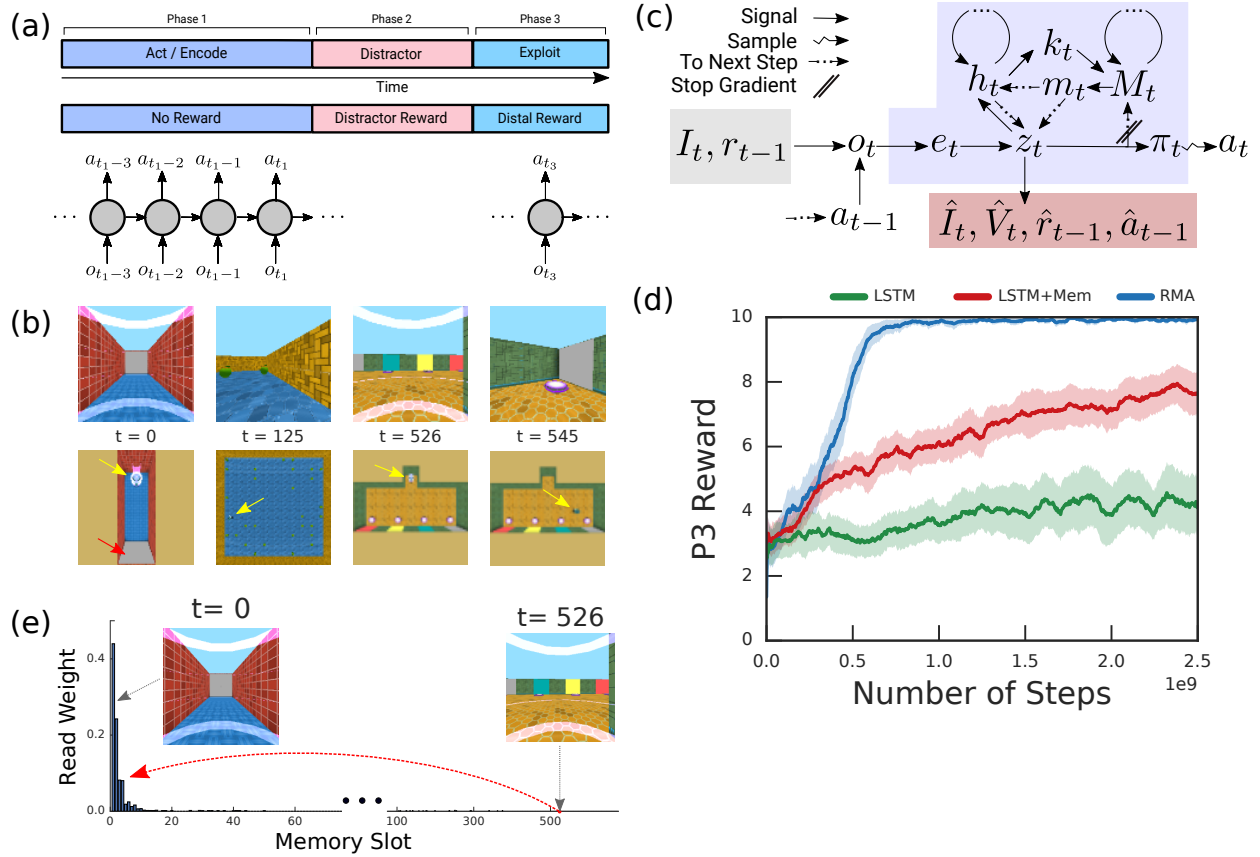 (a)
Phase 1 Phase 2 Phase 3
Act / Encode Distractor Exploit
Time
No Reward Distractor Reward Distal Reward
a_{t_1-3} a_{t_1-2} a_{t_1-1} a_{t_1} a_{t_3}
··· ··· ··· ···
o_{t_1-3} o_{t_1-2} o_{t_1-1} o_{t_1} o_{t_3}
(b)
t = 0 t = 125 t = 526 t = 545
(c)
Signal
Sample
To Next Step
Stop Gradient
··· ···
k_t
h_t m_t M_t
I_t, r_{t-1} o_t e_t z_t π_t a_t
a_{t-1} Î_t, V̂_t, r̂_{t-1}, â_{t-1}
(d)
LSTM LSTM+Mem RMA
10
8
6
4
2
0
0.0 0.5 1.0 1.5 2.0 2.5
1e9
P3 Reward
Number of Steps
(e)
t= 0 t= 526
0.4
0.2
0.0
Read Weight
0 20 40 60 100 200 300 400 500
Memory Slot